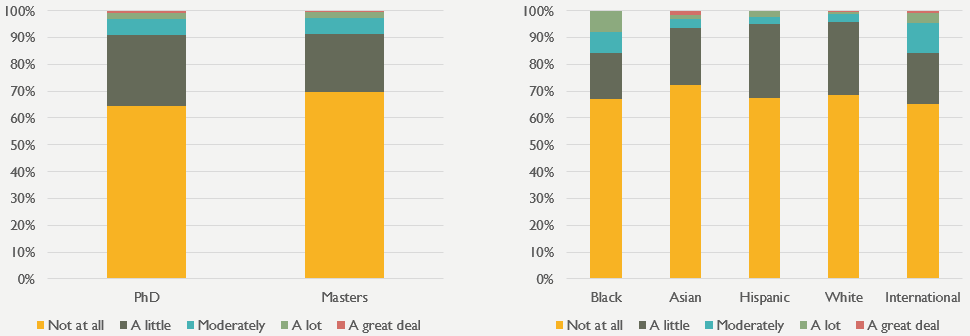 100%
90%
80%
70%
60%
50%
40%
30%
20%
10%
0%
PhD
Masters
Not at all
A little
Moderately
A lot
A great deal
100%
90%
80%
70%
60%
50%
40%
30%
20%
10%
0%
Black
Asian
Hispanic
White
International
Not at all
A little
Moderately
A lot
A great deal